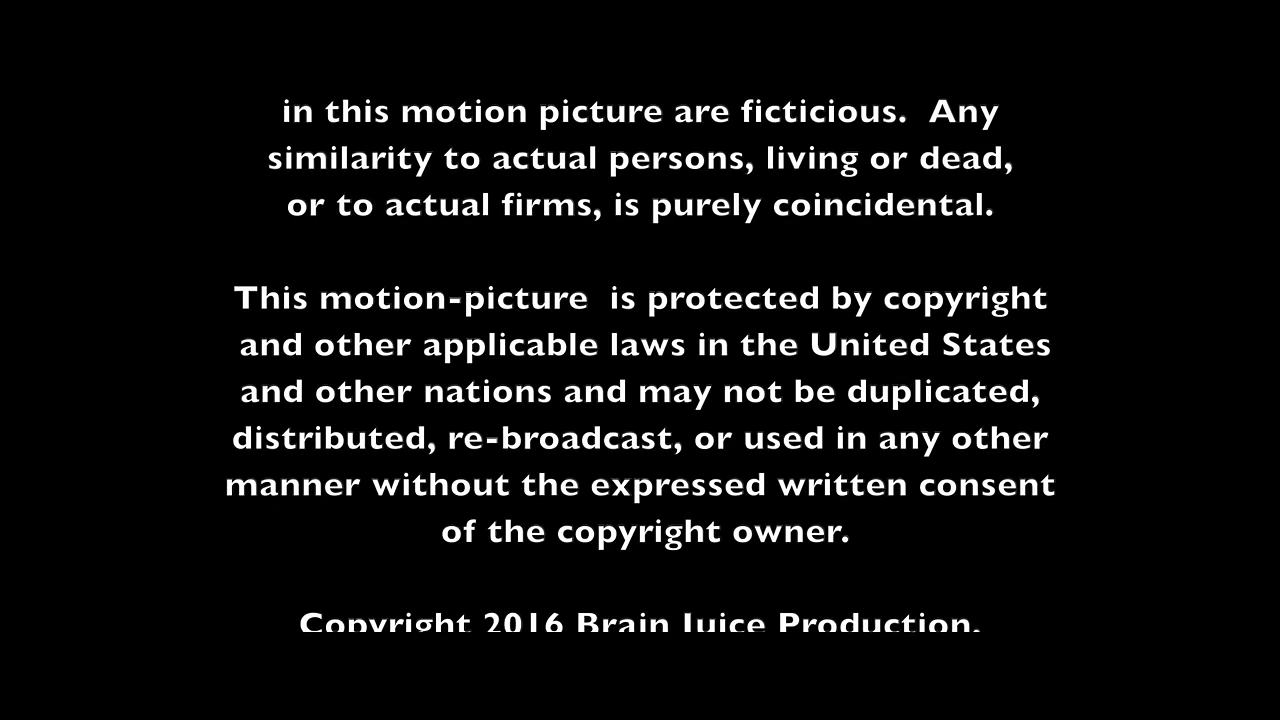 in this motion picture are ficticious.  Any
similarity to actual persons, living or dead,
or to actual firms, is purely coincidental.
This motion-picture  is protected by copyright
and other applicable laws in the United States
and other nations and may not be duplicated,
distributed, re-broadcast, or used in any other
manner without the expressed written consent
of the copyright owner.
Copyright 2016 Brain Juice Production.